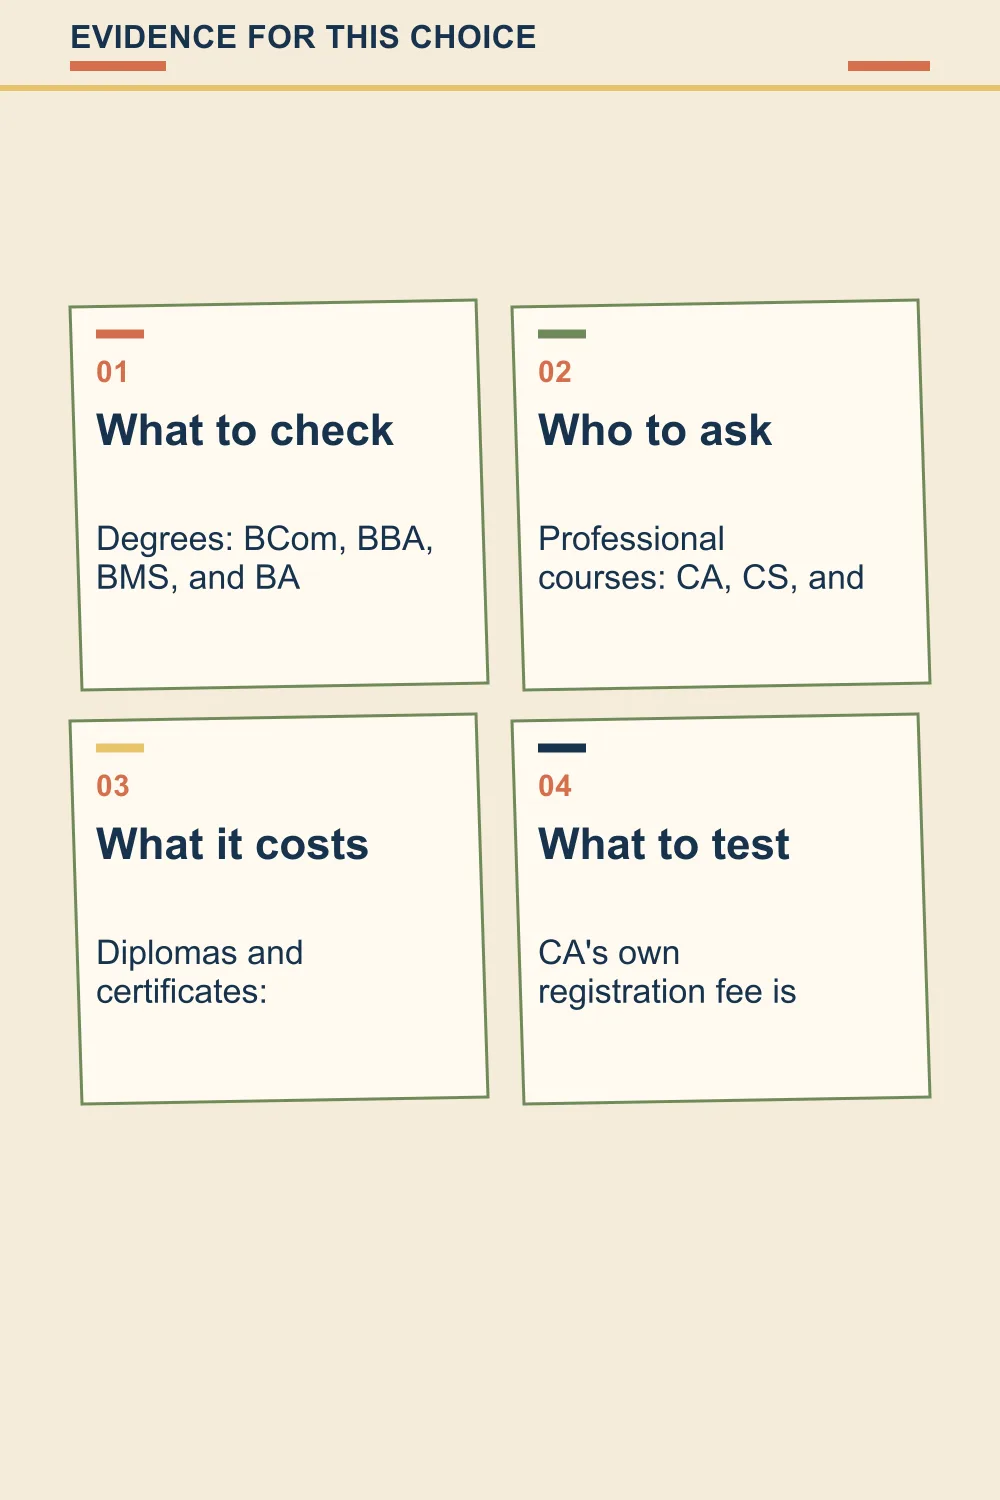 EVIDENCE FOR THIS CHOICE
01
What to check
Degrees: BCom, BBA,
BMS, and BA
02
Who to ask
Professional
courses: CA, CS, and
03
What it costs
Diplomas and
certificates:
04
What to test
CA's own
registration fee is